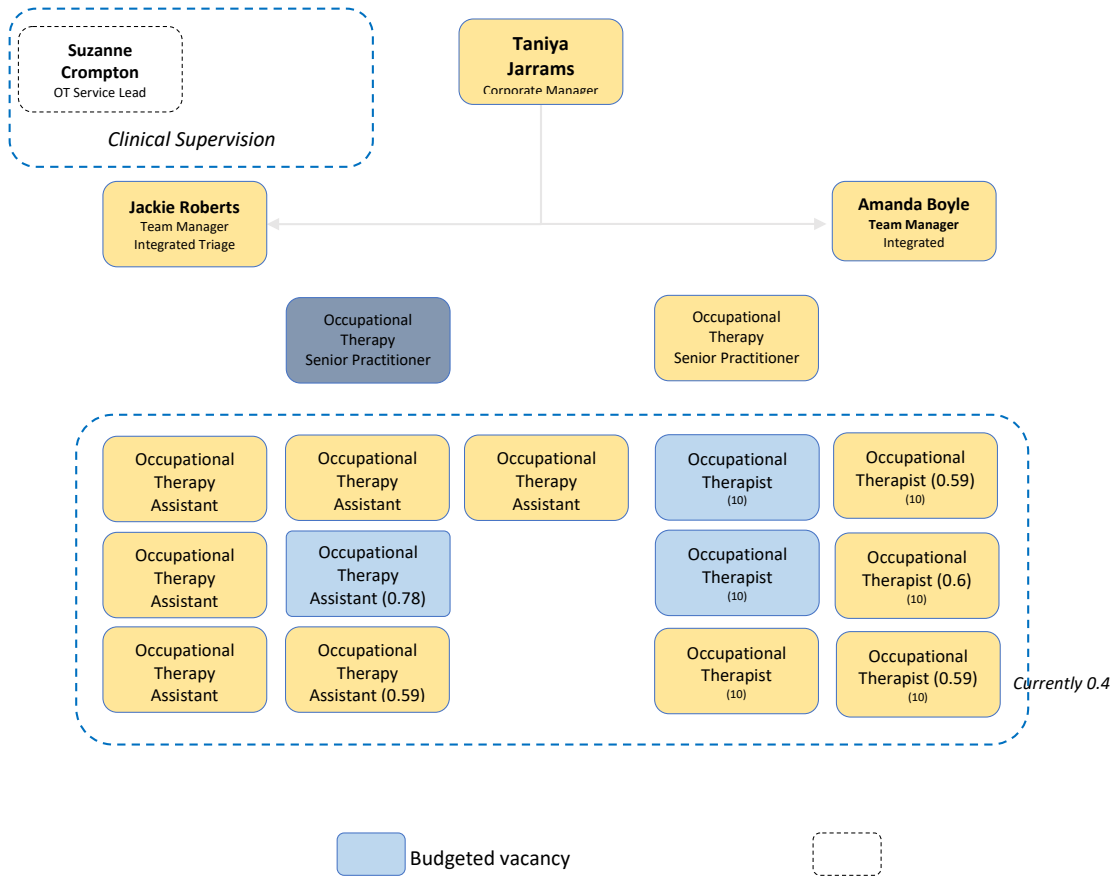 Suzanne
Crompton
OT Service Lead
Clinical Supervision
Taniya
Jarrams
Corporate Manager
Jackie Roberts
Team Manager
Integrated Triage
Amanda Boyle
Team Manager
Integrated
Occupational
Therapy
Senior Practitioner
Occupational
Therapy
Senior Practitioner
Occupational
Therapy
Assistant
Occupational
Therapy
Assistant
Occupational
Therapy
Assistant
Occupational
Therapist
(10)
Occupational
Therapist (0.59)
(10)
Occupational
Therapy
Assistant
Occupational
Therapy
Assistant (0.78)
Occupational
Therapist
(10)
Occupational
Therapist (0.6)
(10)
Occupational
Therapy
Assistant
Occupational
Therapy
Assistant (0.59)
Occupational
Therapist
(10)
Occupational
Therapist (0.59)
(10)
Currently 0.4
Budgeted vacancy